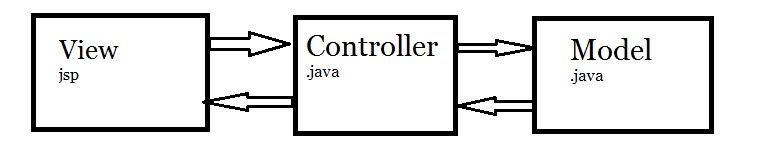 View
jsp
Controller
.java
Model
.java